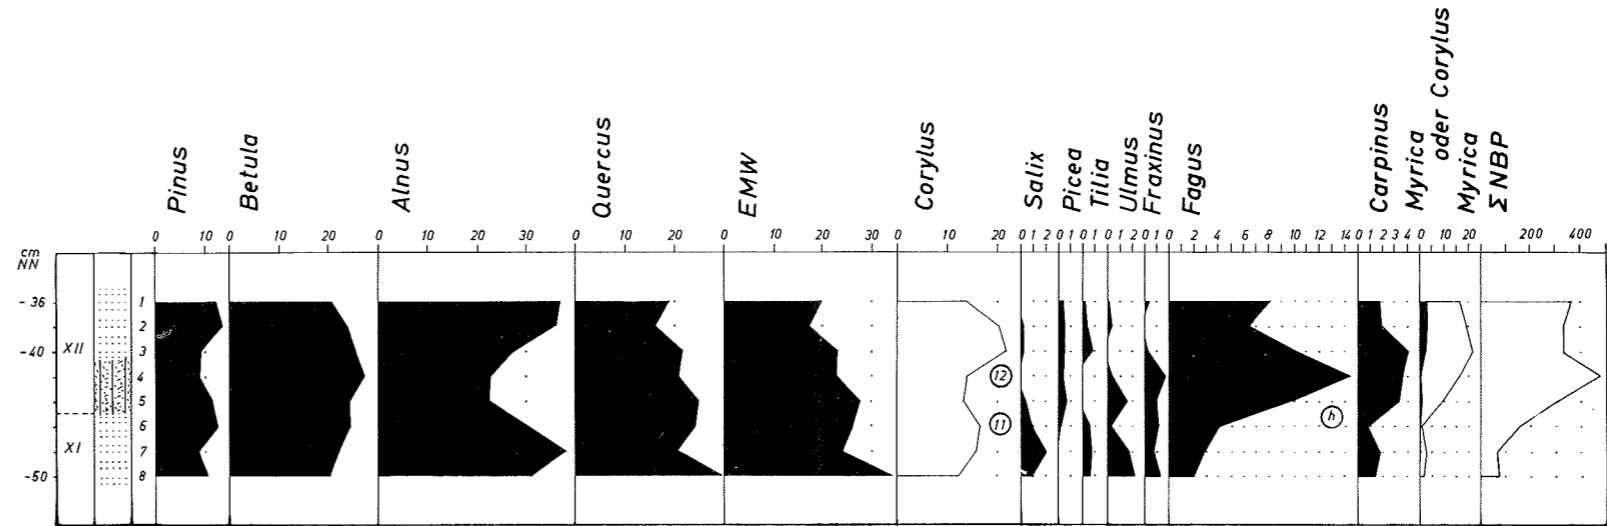 Pinus
Betula
Alnus
Quercus
EMW
Corylus
Salix
Picea
Tilia
Ulmus
Fraxinus
Fagus
Carpinus
Myrica
oder Corylus
Myrica
Σ NBP
0 10 0 10 20 0 10 20 30 0 10 20 0 10 20 30 0 20 0 1 2 0 1 0 1 0 1 2 0 1 0 2 4 6 8 10 12 14 0 1 2 3 4 0 10 20 200 400
cm
NN
- 36 1
2
XII -40 3
4 12
5
XI 6 11 h
7
-50 8